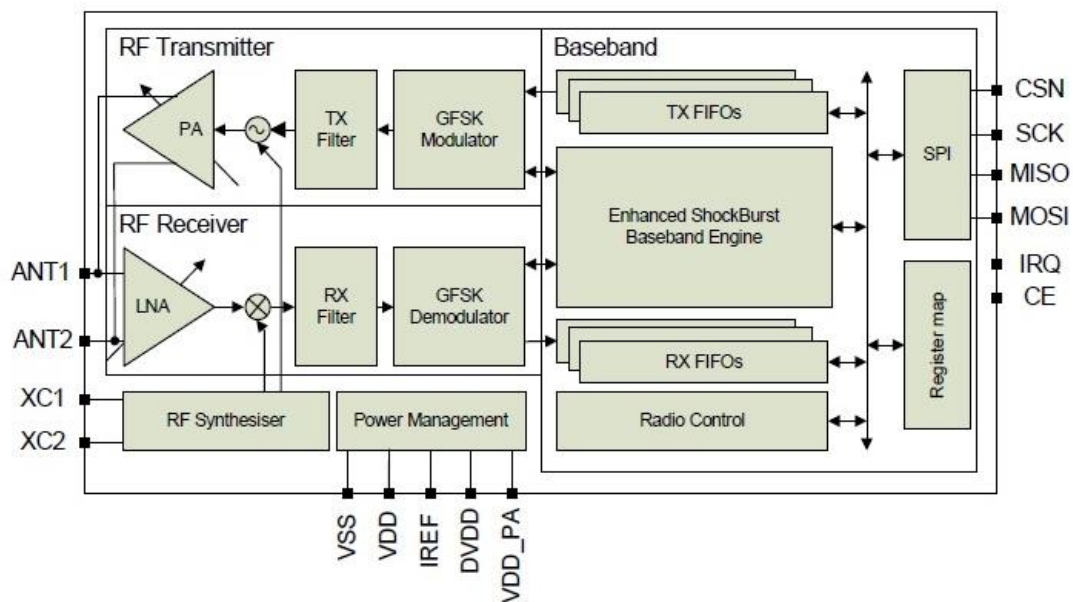 RF Transmitter
Baseband
PA
TX
Filter
GFSK
Modulator
TX FIFOs
SPI
CSN
SCK
MISO
MOSI
Enhanced ShockBurst
Baseband Engine
RF Receiver
ANT1
ANT2
LNA
RX
Filter
GFSK
Demodulator
RX FIFOs
Register map
IRQ
CE
XC1
XC2
RF Synthesiser
Power Management
Radio Control
VSS
VDD
IREF
DVDD
VDD_PA